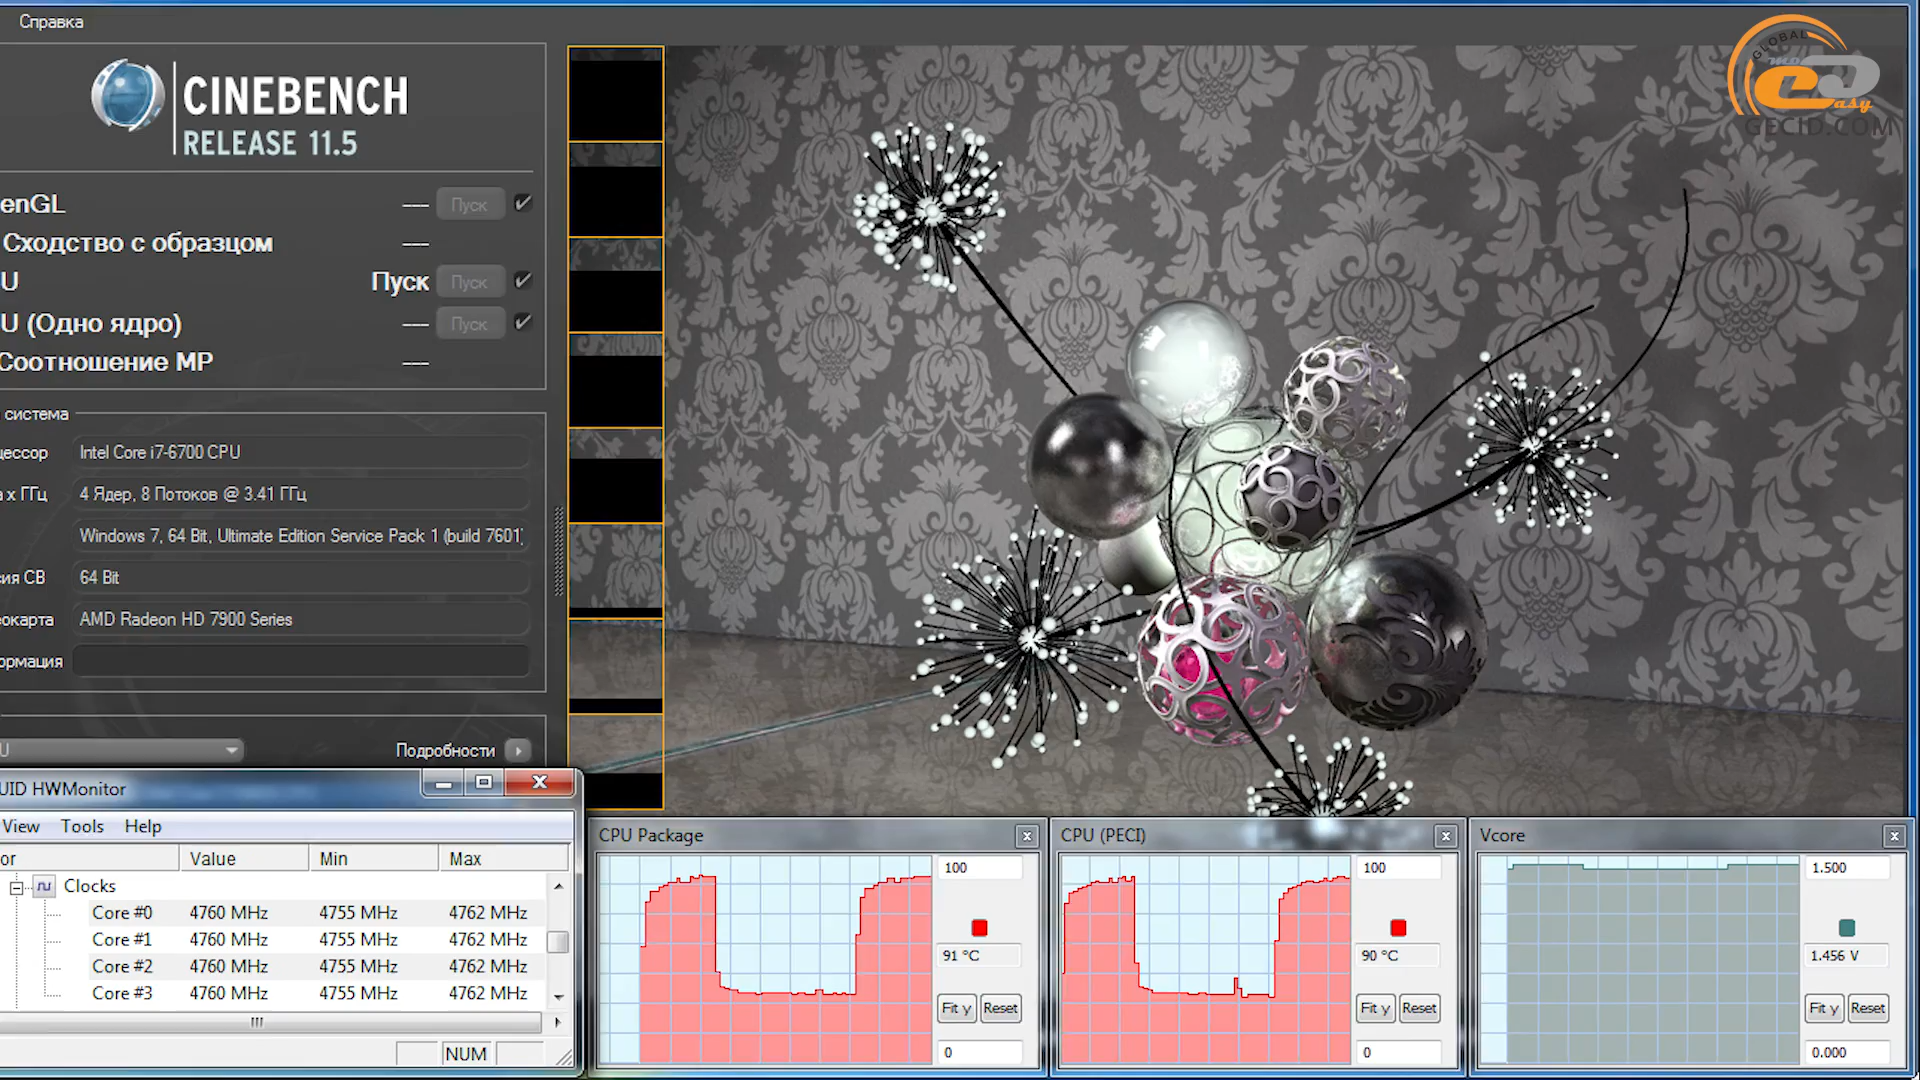 Справка
CINEBENCH
RELEASE 11.5
enGL --- Пуск
Сходство с образцом ---
U Пуск Пуск
U (Одно ядро) --- Пуск
Соотношение MP ---
система
цессор Intel Core i7-6700 CPU
а x ГГц 4 Ядер, 8 Потоков @ 3.41 ГГц
Windows 7, 64 Bit, Ultimate Edition Service Pack 1 (build 7601)
сия CB 64 Bit
окарта AMD Radeon HD 7900 Series
ормация
U Подробности
UID HWMonitor
View Tools Help
or Value Min Max
Clocks
Core #0 4760 MHz 4755 MHz 4762 MHz
Core #1 4760 MHz 4755 MHz 4762 MHz
Core #2 4760 MHz 4755 MHz 4762 MHz
Core #3 4760 MHz 4755 MHz 4762 MHz
NUM
CPU Package
100
91 °C
Fit y Reset
0
CPU (PECI)
100
90 °C
Fit y Reset
0
Vcore
1.500
1.456 V
Fit y Reset
0.000
GLOBAL
easy
GECID.COM